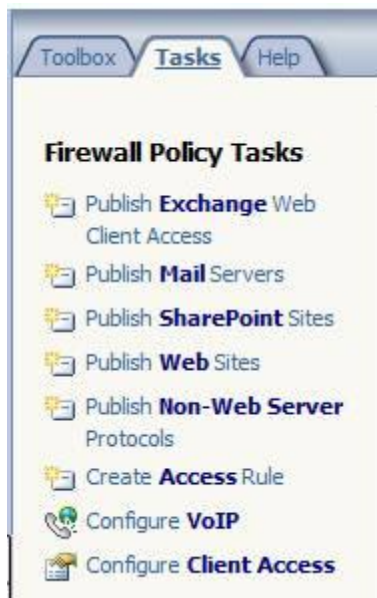 Toolbox Tasks Help
Firewall Policy Tasks
Publish Exchange Web
Client Access
Publish Mail Servers
Publish SharePoint Sites
Publish Web Sites
Publish Non-Web Server
Protocols
Create Access Rule
Configure VoIP
Configure Client Access